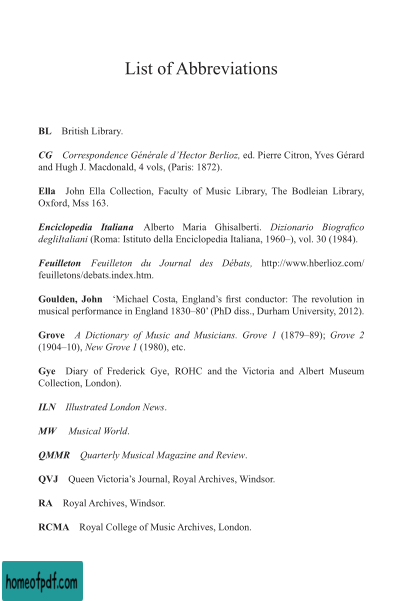 List of Abbreviations
BL British Library.
CG Correspondence Générale d'Hector Berlioz, ed. Pierre Citron, Yves Gérard
and Hugh J. Macdonald, 4 vols, (Paris: 1872).
Ella John Ella Collection, Faculty of Music Library, The Bodleian Library,
Oxford, Mss 163.
Enciclopedia Italiana Alberto Maria Ghisalberti. Dizionario Biografico
degliItaliani (Roma: Istituto della Enciclopedia Italiana, 1960–), vol. 30 (1984).
Feuilleton Feuilleton du Journal des Débats, http://www.hberlioz.com/
feuilletons/debats.index.htm.
Goulden, John 'Michael Costa, England's first conductor: The revolution in
musical performance in England 1830–80' (PhD diss., Durham University, 2012).
Grove A Dictionary of Music and Musicians. Grove 1 (1879–89); Grove 2
(1904–10), New Grove 1 (1980), etc.
Gye Diary of Frederick Gye, ROHC and the Victoria and Albert Museum
Collection, London).
ILN Illustrated London News.
MW Musical World.
QMMR Quarterly Musical Magazine and Review.
QVJ Queen Victoria's Journal, Royal Archives, Windsor.
RA Royal Archives, Windsor.
RCMA Royal College of Music Archives, London.
homeofpdf.com